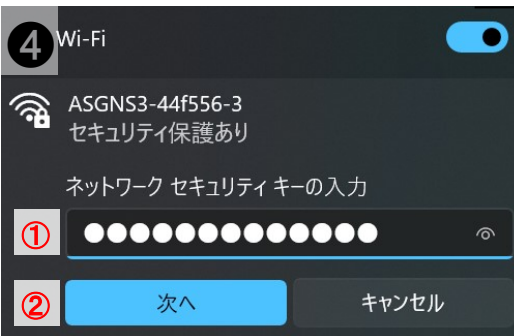 ❹
Wi-Fi
ASGNS3-44f556-3
セキュリティ保護あり
ネットワーク セキュリティ キーの入力
① ●●●●●●●●●●●●●
② 次へ キャンセル